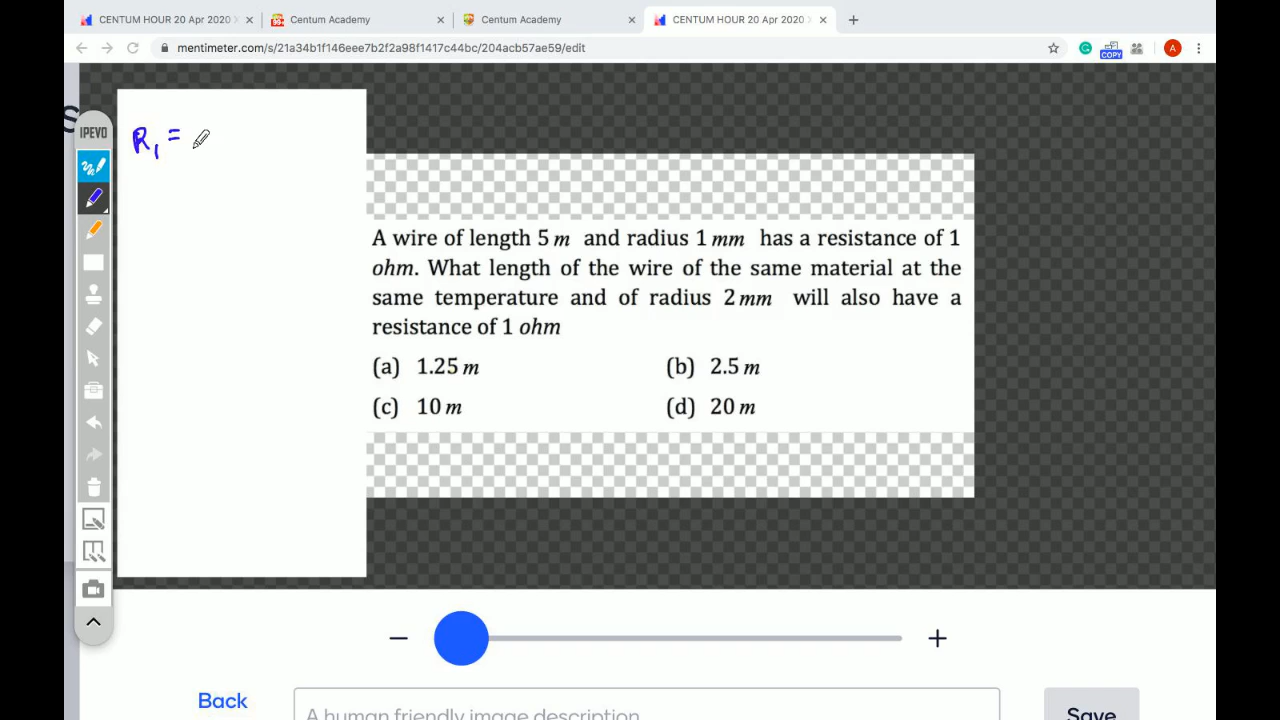 CENTUM HOUR 20 Apr 2020
Centum Academy
Centum Academy
CENTUM HOUR 20 Apr 2020
mentimeter.com/s/21a34b1f146eee7b2f2a98f1417c44bc/204acb57ae59/edit
COPY
A
IPEVO
R₁ =
A wire of length 5 m and radius 1 mm has a resistance of 1
ohm. What length of the wire of the same material at the
same temperature and of radius 2 mm will also have a
resistance of 1 ohm
(a) 1.25 m (b) 2.5 m
(c) 10 m (d) 20 m
Back
A human friendly image description
Save